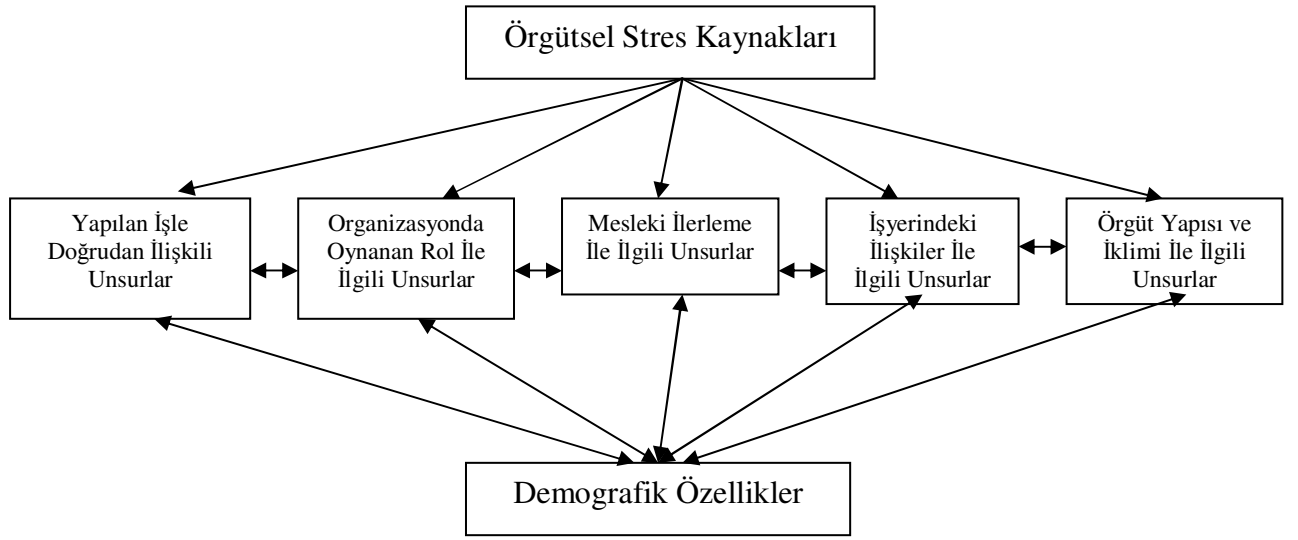 Örgütsel Stres Kaynakları
Yapılan İşle
Doğrudan İlişkili
Unsurlar
Organizasyonda
Oynanan Rol İle
İlgili Unsurlar
Mesleki İlerleme
İle İlgili Unsurlar
İşyerindeki
İlişkiler İle
İlgili Unsurlar
Örgüt Yapısı ve
İklimi İle İlgili
Unsurlar
Demografik Özellikler